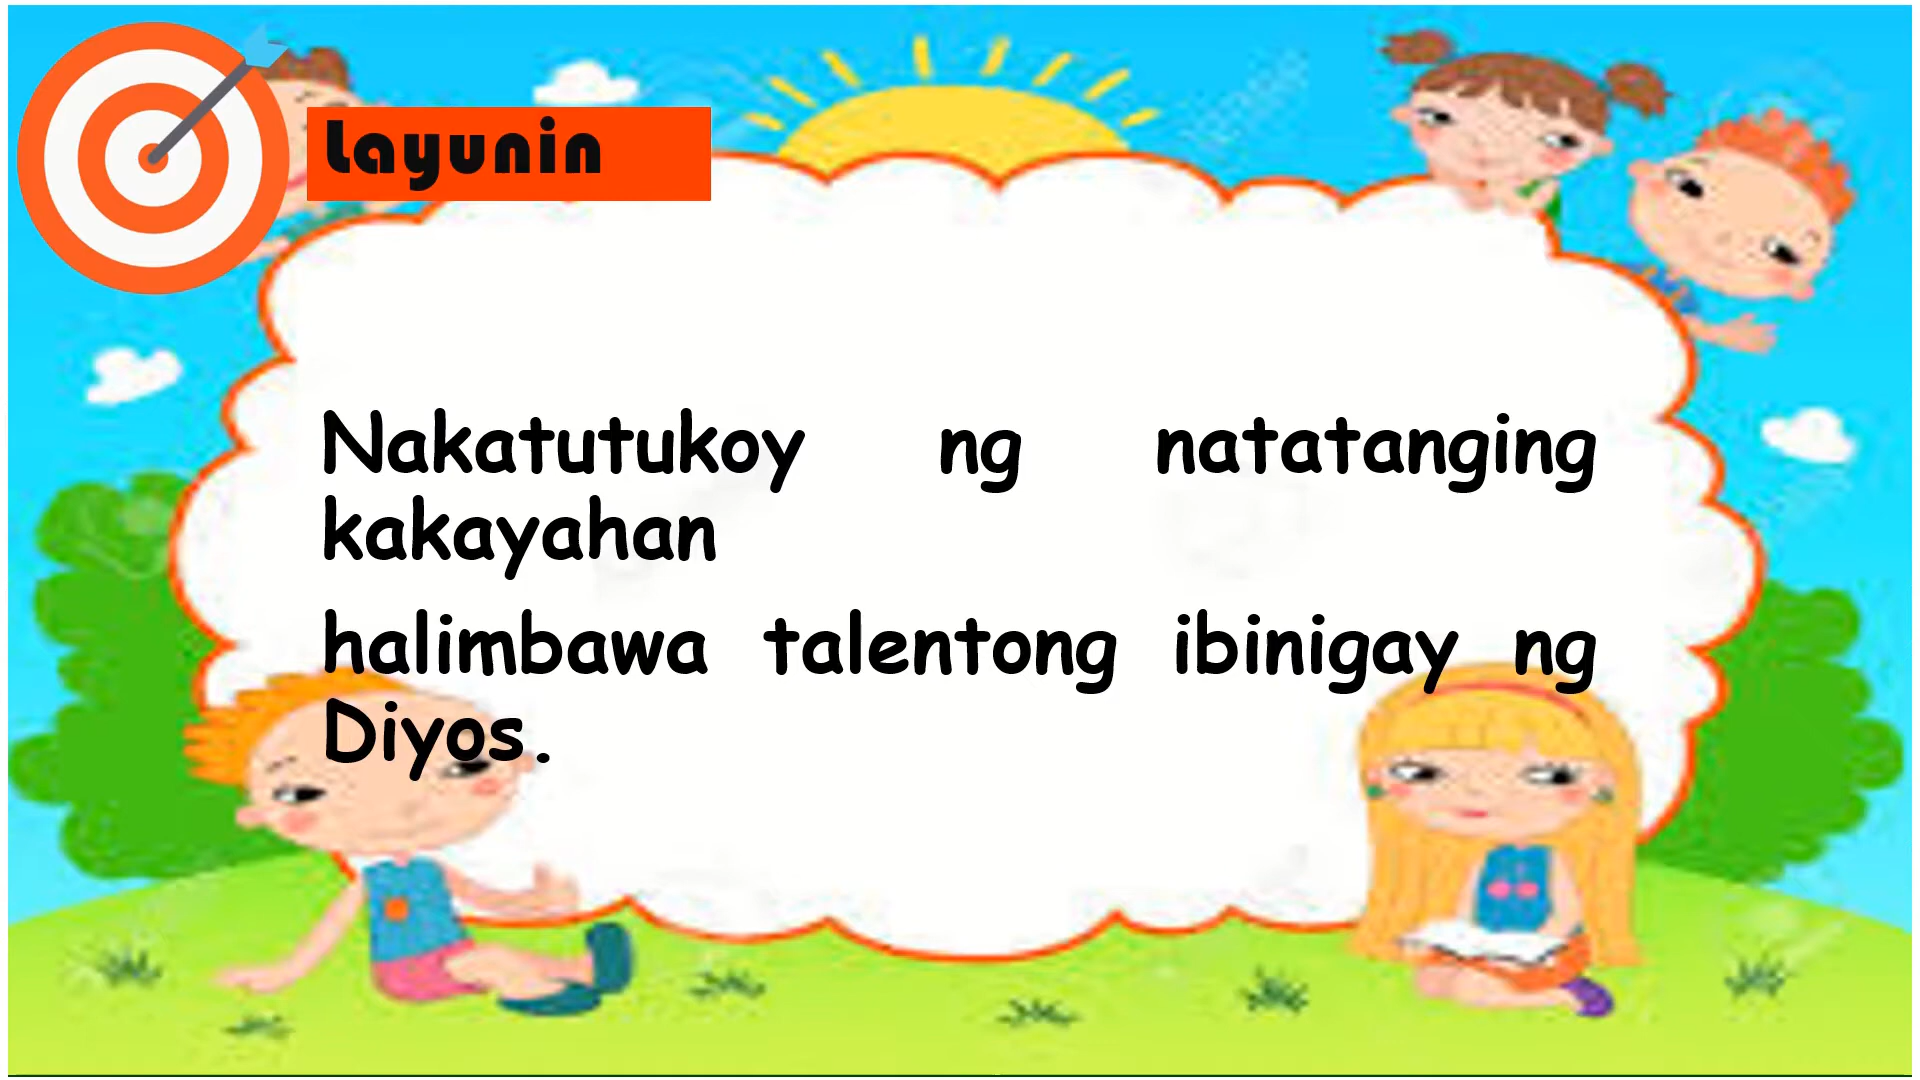 Layunin
Nakatutukoy ng natatanging
kakayahan
halimbawa talentong ibinigay ng
Diyos.